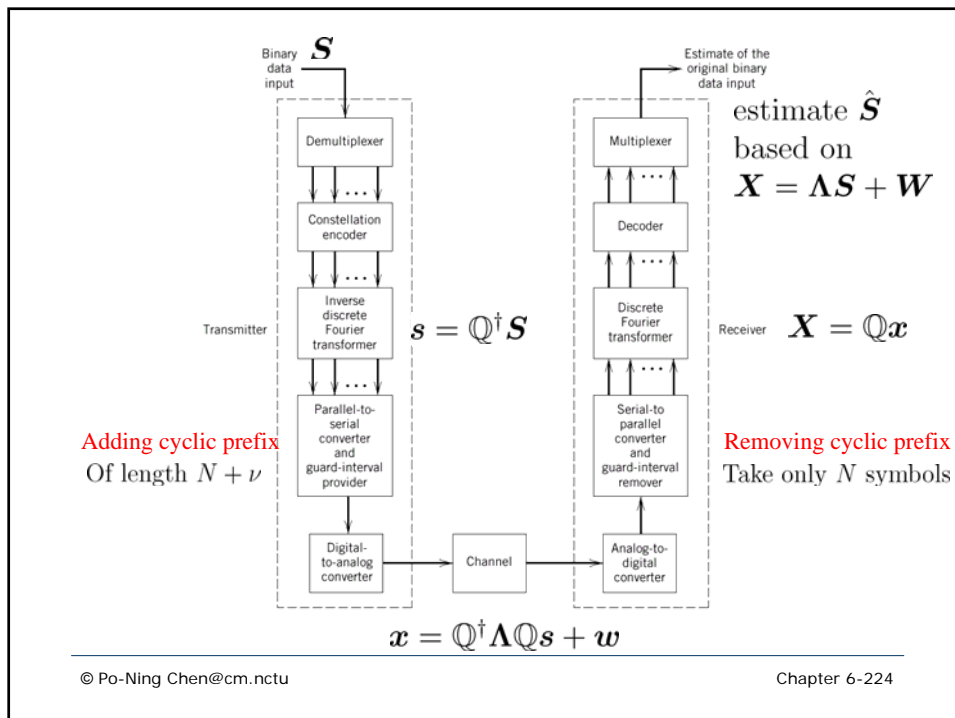 Binary
data
input
S
Demultiplexer
...
Constellation
encoder
...
Inverse
discrete
Fourier
transformer
...
Parallel-to-
serial
converter
and
guard-interval
provider
Digital-
to-analog
converter
Transmitter
s = ℚ†S
Adding cyclic prefix
Of length N + ν
Channel
x = ℚ†Λℚs + w
Estimate of the
original binary
data input
Multiplexer
...
Decoder
...
Discrete
Fourier
transformer
...
Serial-to
parallel
converter
and
guard-interval
remover
Analog-to-
digital
converter
estimate Ŝ
based on
X = ΛS + W
Receiver
X = ℚx
Removing cyclic prefix
Take only N symbols
© Po-Ning Chen@cm.nctu
Chapter 6-224